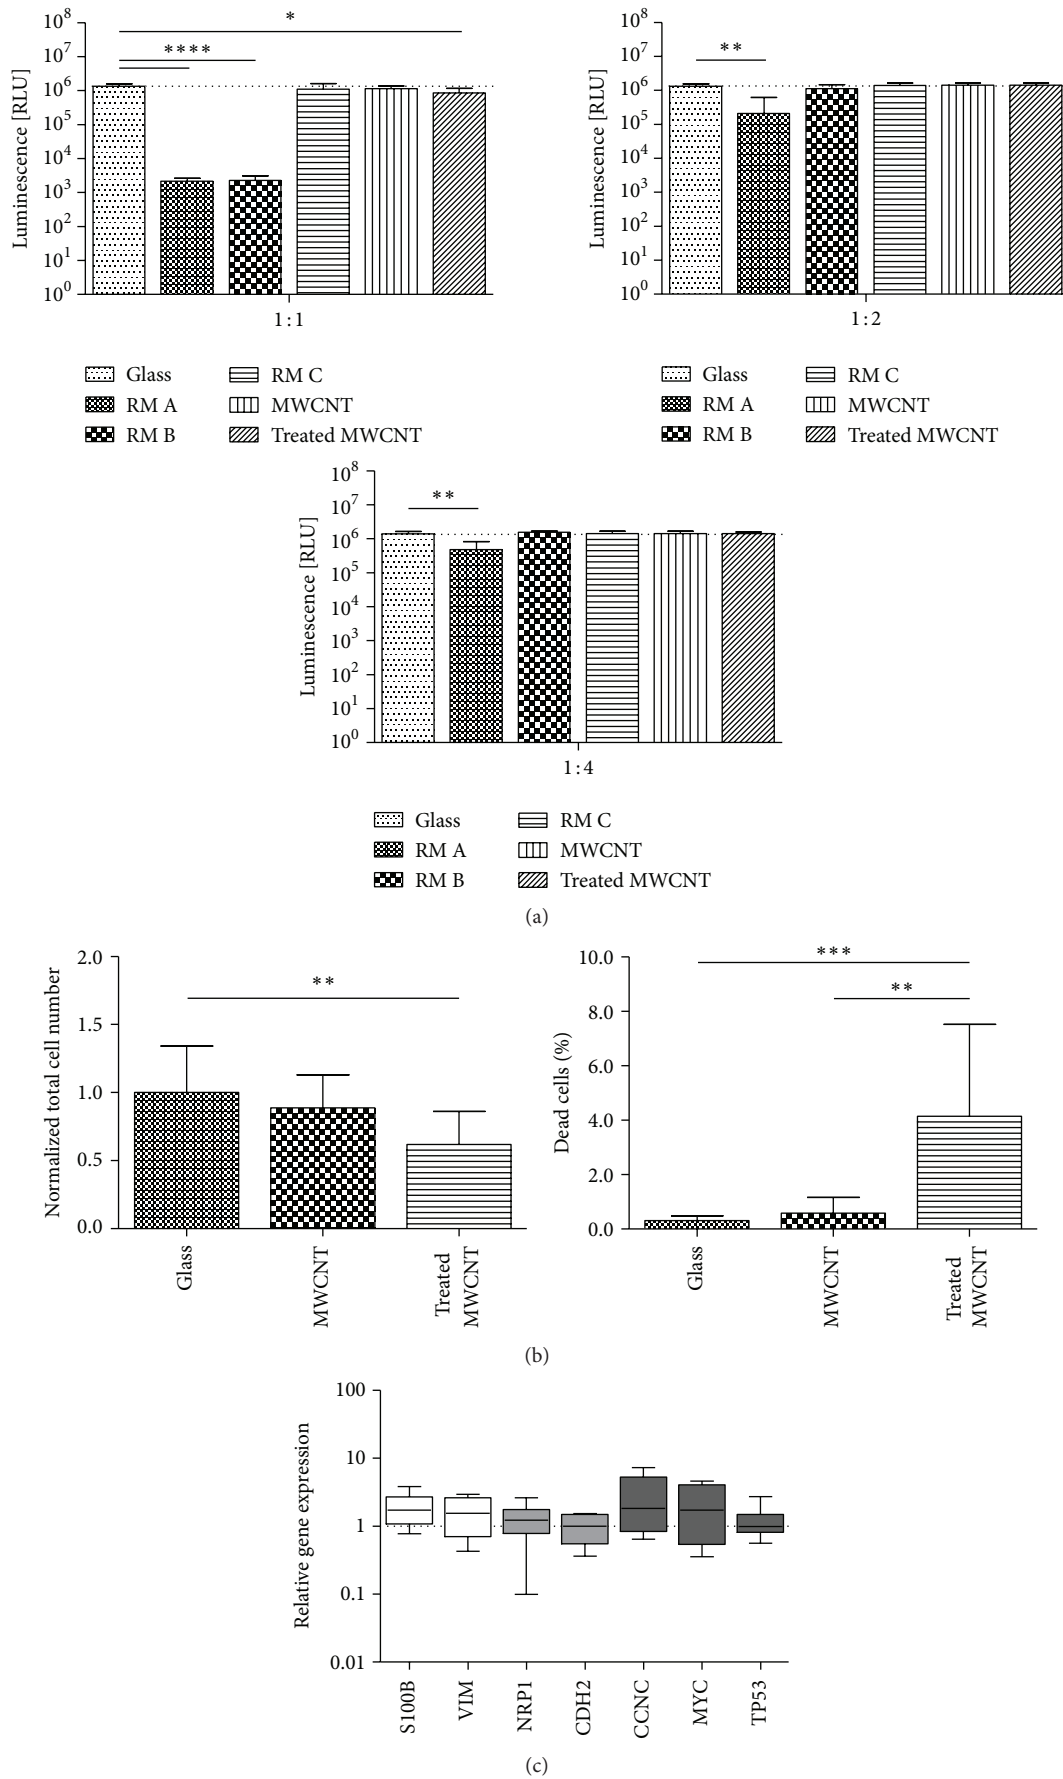 10^8
10^7
10^6
10^5
10^4
10^3
10^2
10^1
10^0
Luminescence [RLU]
*
****
1:1
Glass
RM A
RM B
RM C
MWCNT
Treated MWCNT
10^8
10^7
10^6
10^5
10^4
10^3
10^2
10^1
10^0
Luminescence [RLU]
**
1:2
Glass
RM A
RM B
RM C
MWCNT
Treated MWCNT
10^8
10^7
10^6
10^5
10^4
10^3
10^2
10^1
10^0
Luminescence [RLU]
**
1:4
Glass
RM A
RM B
RM C
MWCNT
Treated MWCNT
(a)
2.0
1.5
1.0
0.5
0.0
Normalized total cell number
**
Glass
MWCNT
Treated
MWCNT
10.0
8.0
6.0
4.0
2.0
0.0
Dead cells (%)
***
**
Glass
MWCNT
Treated
MWCNT
(b)
100
10
1
0.1
0.01
Relative gene expression
S100B
VIM
NRP1
CDH2
CCNC
MYC
TP53
(c)